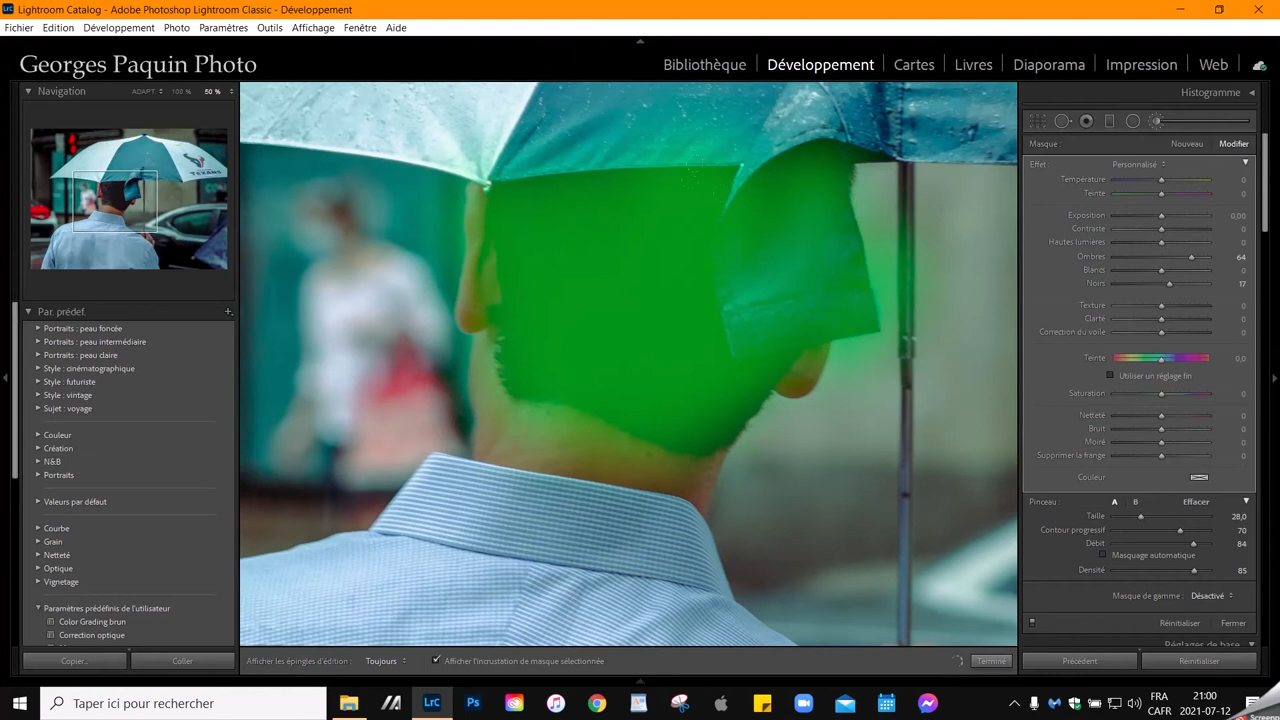 Lightroom Catalog - Adobe Photoshop Lightroom Classic - Développement
Fichier Edition Développement Photo Paramètres Outils Affichage Fenêtre Aide
Georges Paquin Photo
Bibliothèque Développement Cartes Livres Diaporama Impression Web
Navigation ADAPT. 100 % 50 %
TEXANS
Par prédéf.
Portraits : peau foncée
Portraits : peau intermédiaire
Portraits : peau claire
Style : cinématographique
Style : futuriste
Style : vintage
Sujet : voyage
Couleur
Création
N&B
Portraits
Valeurs par défaut
Courbe
Grain
Netteté
Optique
Vignetage
Paramètres prédéfinis de l'utilisateur
Color Grading brun
Correction optique
Copier... Coller
Afficher les épingles d'édition : Toujours Afficher l'incrustation de masque sélectionnée Terminé
Histogramme
Masque : Nouveau Modifier
Effet : Personnalisé
Température 0
Teinte 0
Exposition 0,00
Contraste 0
Hautes lumières 0
Ombres 64
Blancs 0
Noirs 17
Texture 0
Clarté 0
Correction du voile 0
Teinte 0,0
Utiliser un réglage fin
Saturation 0
Netteté 0
Bruit 0
Moiré 0
Supprimer la frange 0
Couleur
Pinceau : A B Effacer
Taille 28,0
Contour progressif 70
Débit 84
Masquage automatique
Densité 85
Masque de gamme : Désactivé
Réinitialiser Fermer
Réglages de base
Précédent Réinitialiser
Taper ici pour rechercher
LrC Ps
FRA
CAFR
21:00
2021-07-12